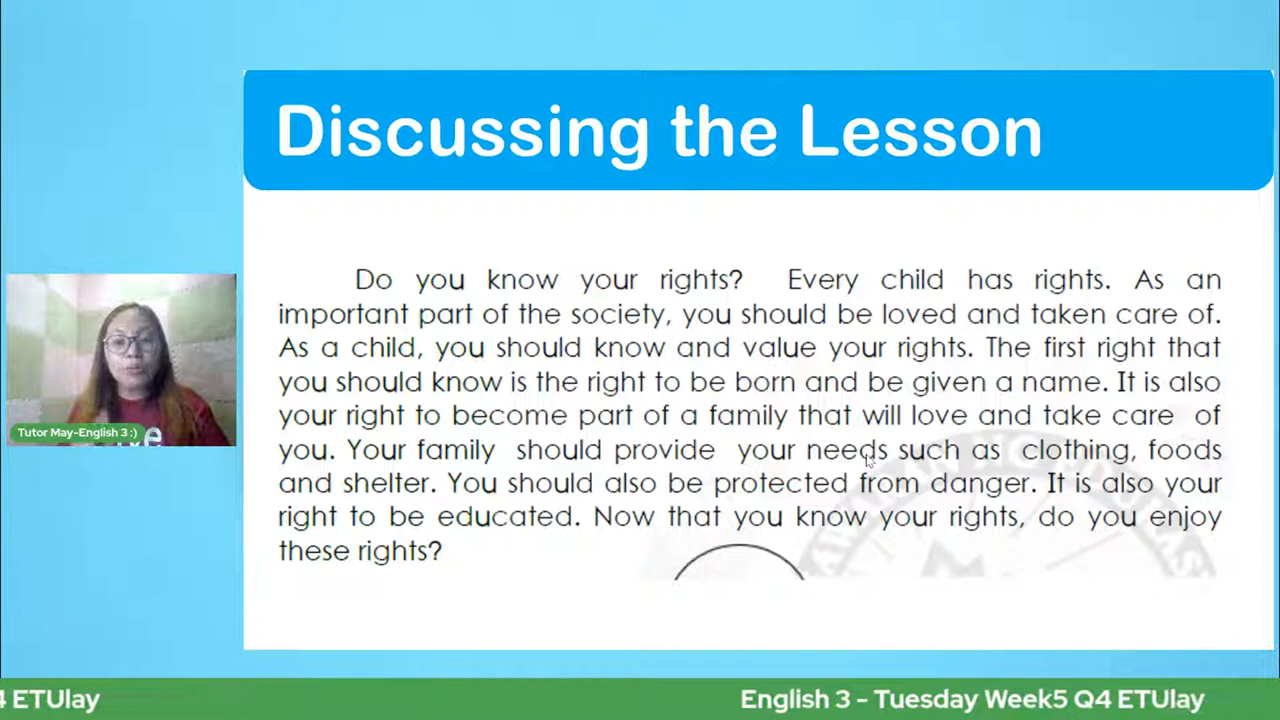 Discussing the Lesson
Do you know your rights? Every child has rights. As an
important part of the society, you should be loved and taken care of.
As a child, you should know and value your rights. The first right that
you should know is the right to be born and be given a name. It is also
your right to become part of a family that will love and take care of
you. Your family should provide your needs such as clothing, foods
and shelter. You should also be protected from danger. It is also your
right to be educated. Now that you know your rights, do you enjoy
these rights?
Tutor May-English 3 :)
4 ETUlay
English 3 - Tuesday Week5 Q4 ETUlay